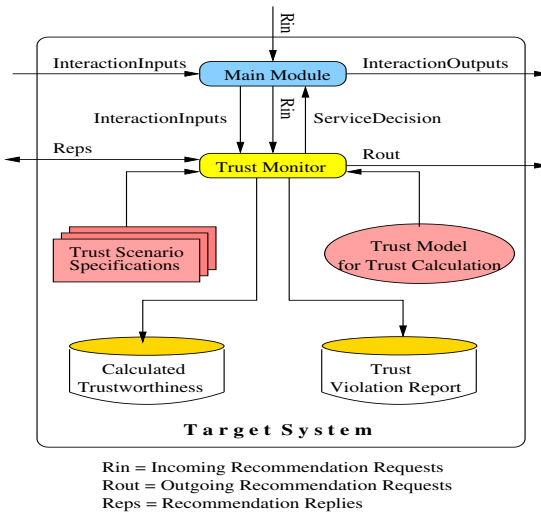 Rin
InteractionInputs
InteractionOutputs
Main Module
InteractionInputs
Rin
ServiceDecision
Reps
Rout
Trust Monitor
Trust Scenario
Specifications
Trust Model
for Trust Calculation
Calculated
Trustworthiness
Trust
Violation Report
Target System
Rin = Incoming Recommendation Requests
Rout = Outgoing Recommendation Requests
Reps = Recommendation Replies